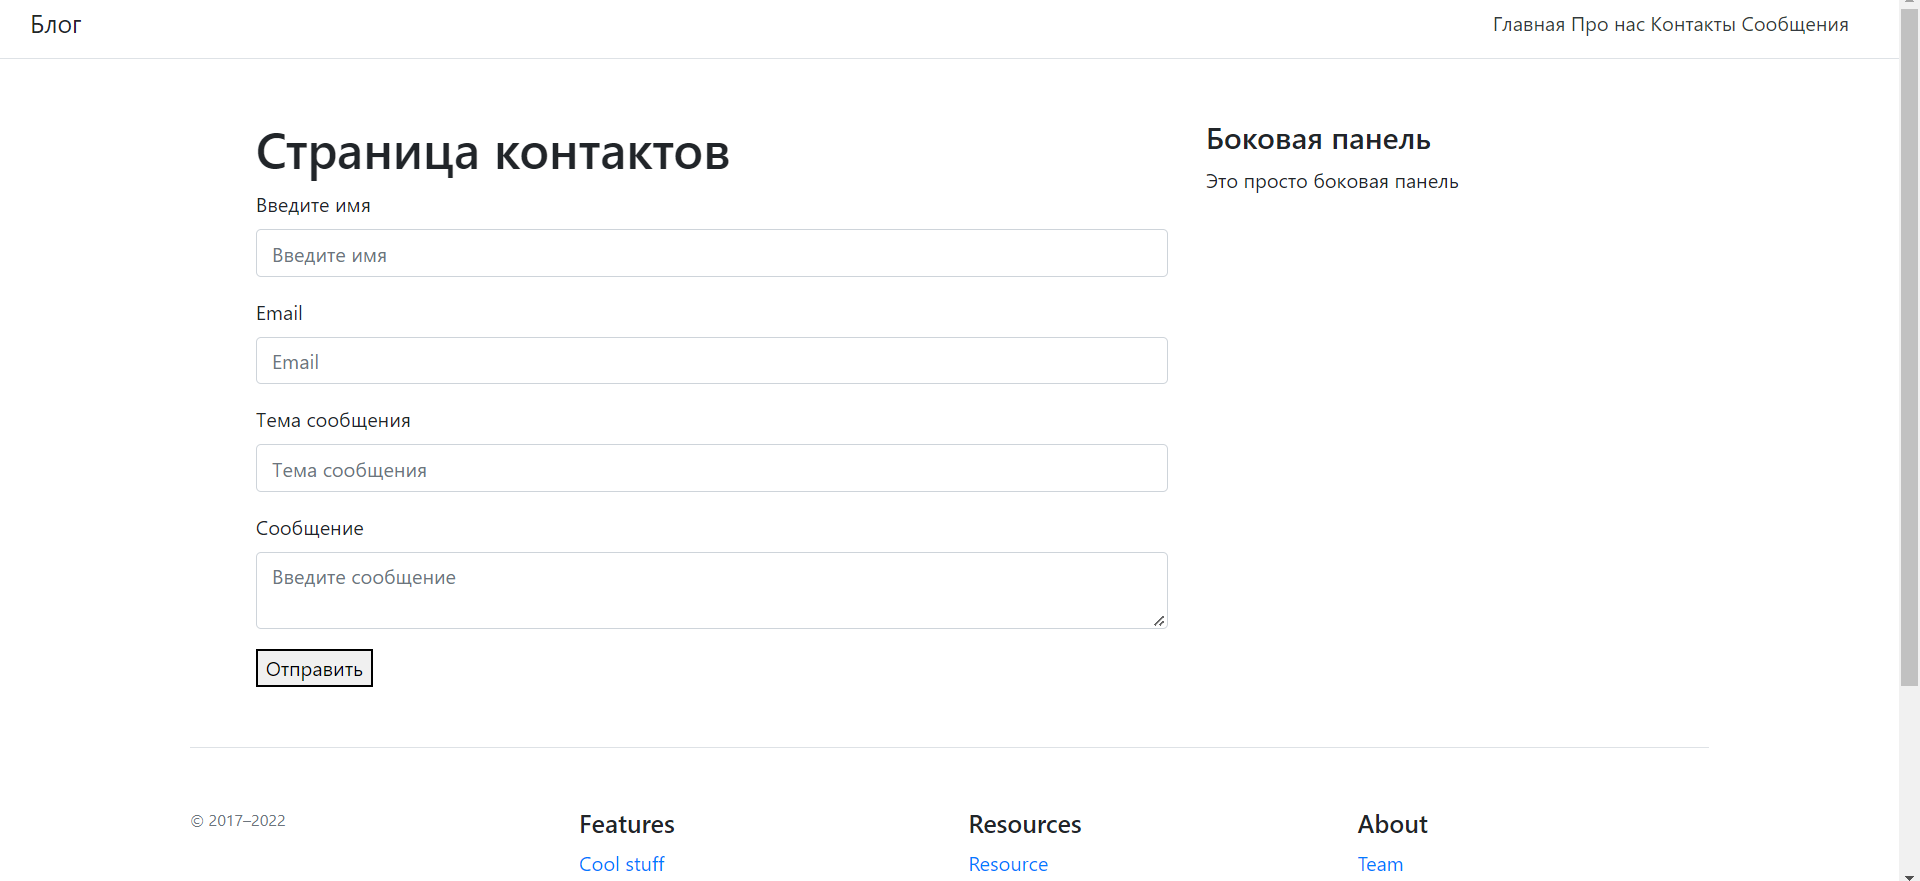 Блог
Главная Про нас Контакты Сообщения
Страница контактов
Введите имя
Введите имя
Email
Email
Тема сообщения
Тема сообщения
Сообщение
Введите сообщение
Отправить
Боковая панель
Это просто боковая панель
© 2017–2022
Features
Cool stuff
Resources
Resource
About
Team